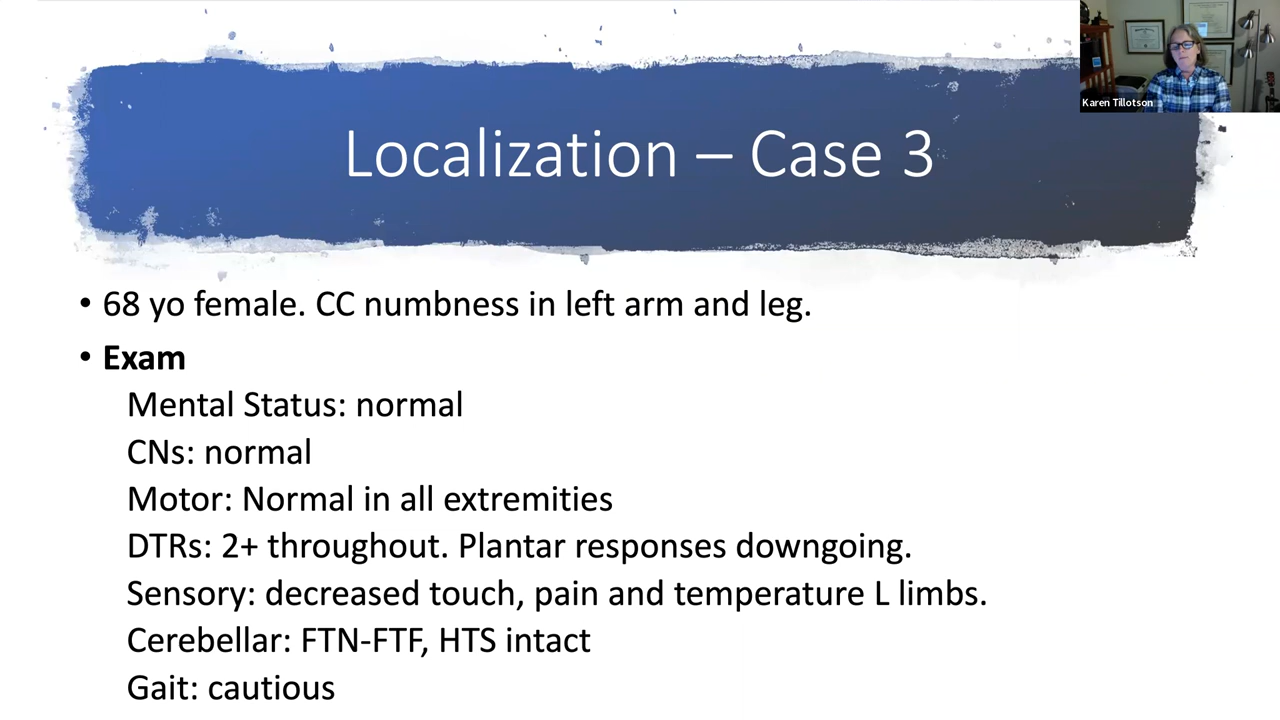 Karen Tillotson
Localization – Case 3
• 68 yo female. CC numbness in left arm and leg.
• Exam
Mental Status: normal
CNs: normal
Motor: Normal in all extremities
DTRs: 2+ throughout. Plantar responses downgoing.
Sensory: decreased touch, pain and temperature L limbs.
Cerebellar: FTN-FTF, HTS intact
Gait: cautious